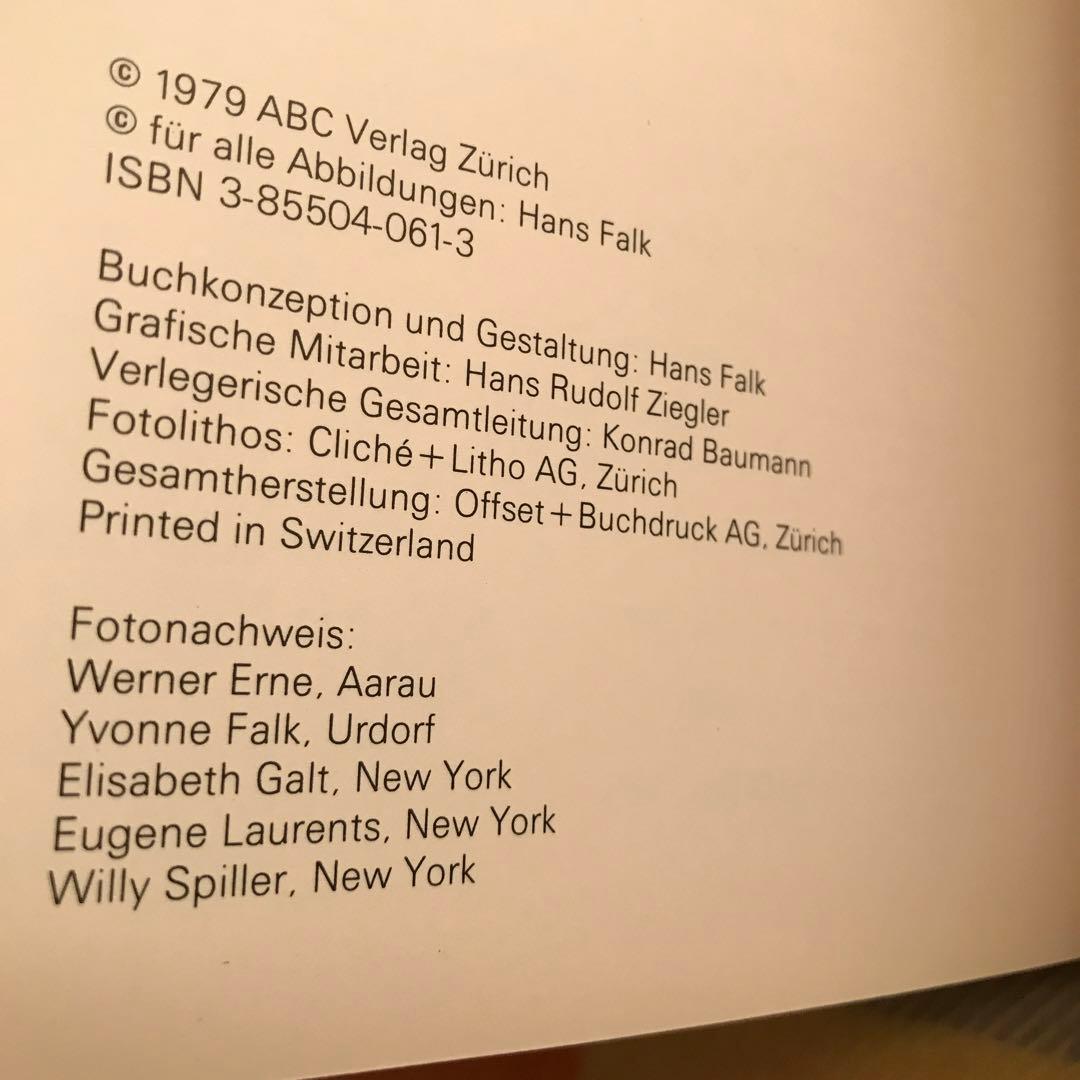 © 1979 ABC Verlag Zürich
© für alle Abbildungen: Hans Falk
ISBN 3-85504-061-3
Buchkonzeption und Gestaltung: Hans Falk
Grafische Mitarbeit: Hans Rudolf Ziegler
Verlegerische Gesamtleitung: Konrad Baumann
Fotolithos: Cliché+Litho AG, Zürich
Gesamtherstellung: Offset+Buchdruck AG, Zürich
Printed in Switzerland
Fotonachweis:
Werner Erne, Aarau
Yvonne Falk, Urdorf
Elisabeth Galt, New York
Eugene Laurents, New York
Willy Spiller, New York